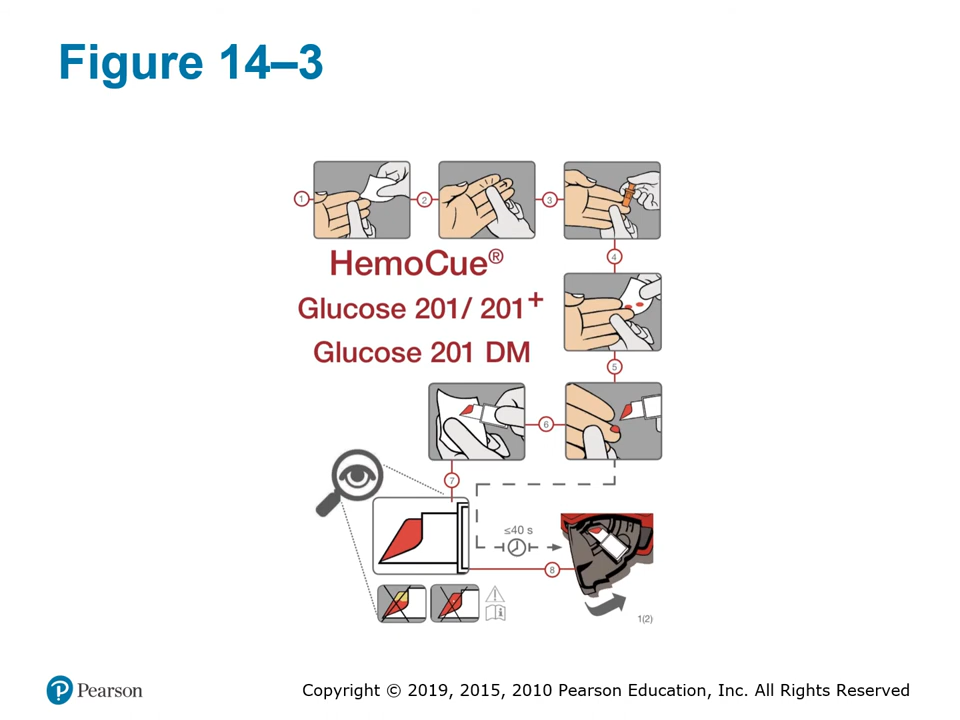 Figure 14–3
1
2
3
HemoCue®
4
Glucose 201/ 201+
Glucose 201 DM
5
6
7
≤40 s
8
i
1(2)
P Pearson
Copyright © 2019, 2015, 2010 Pearson Education, Inc. All Rights Reserved